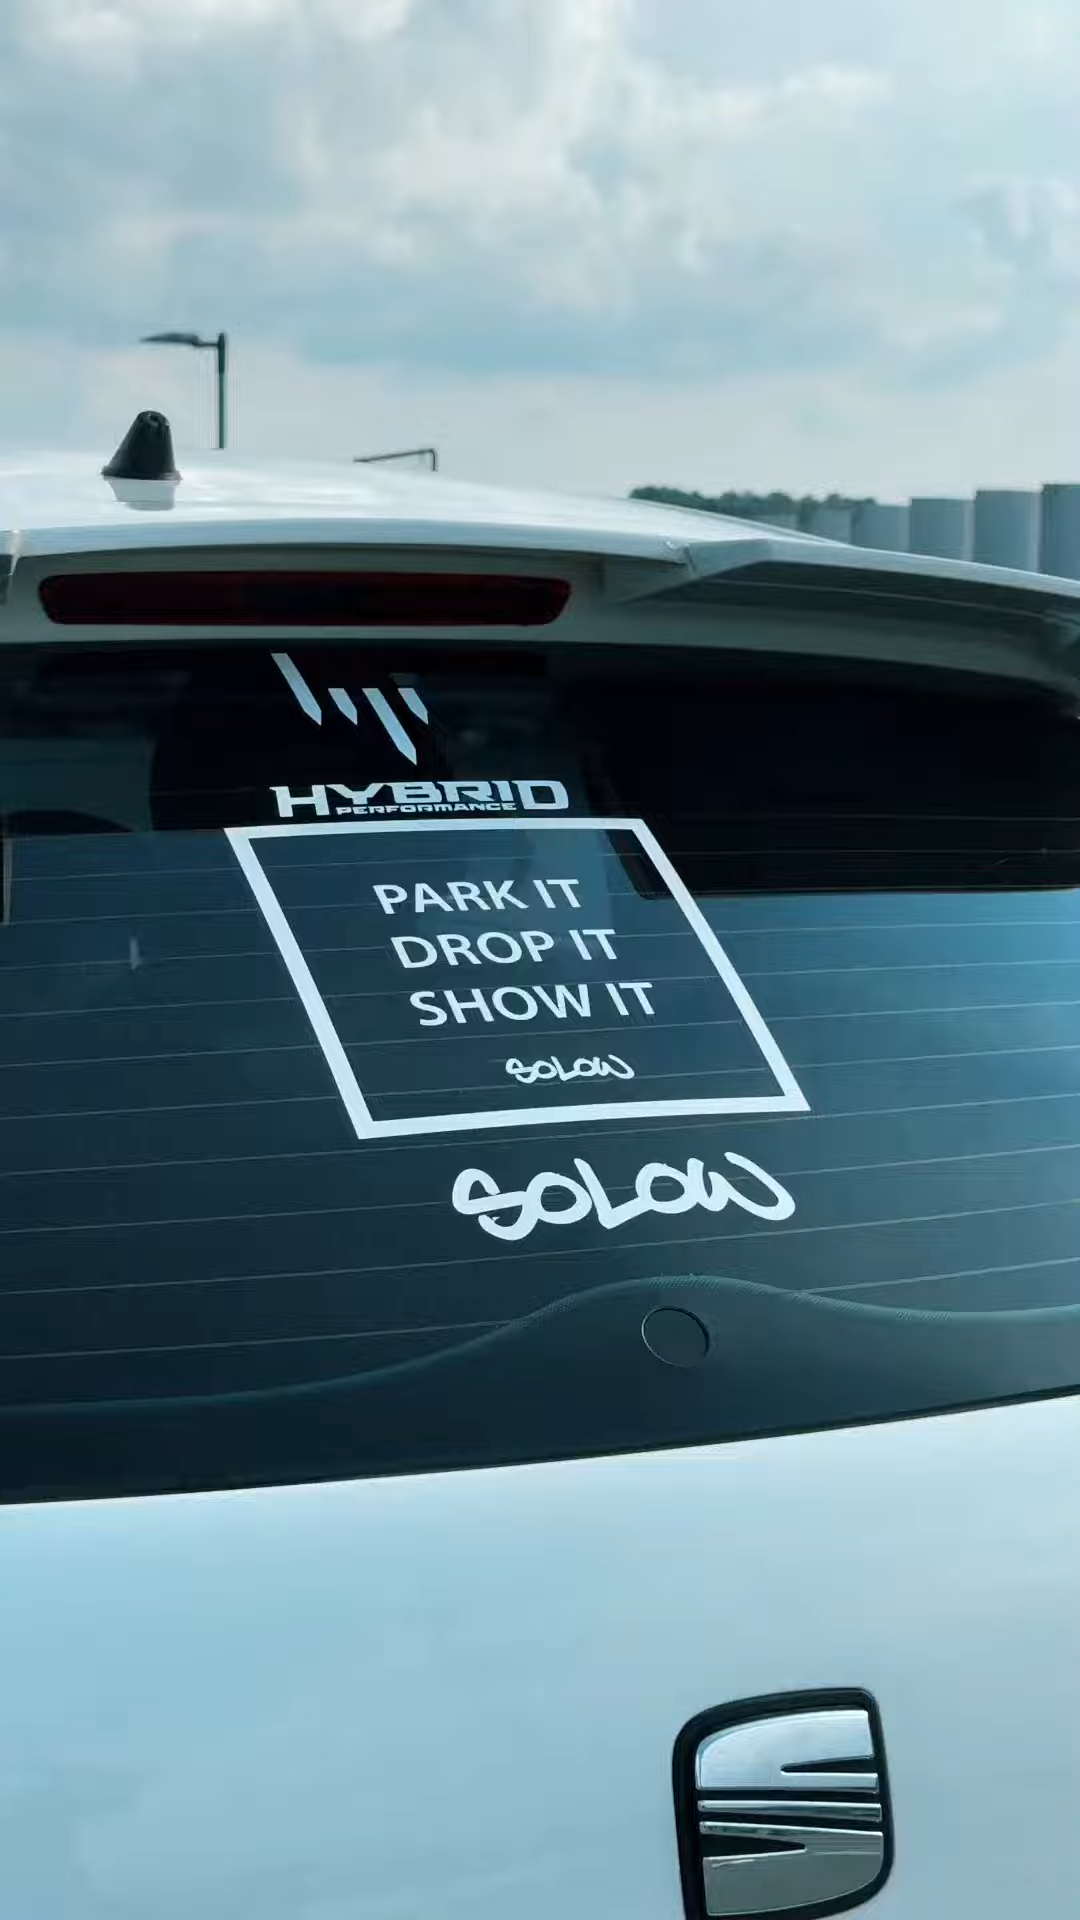 HYBRID
PERFORMANCE
PARK IT
DROP IT
SHOW IT
SOLOW
SOLOW